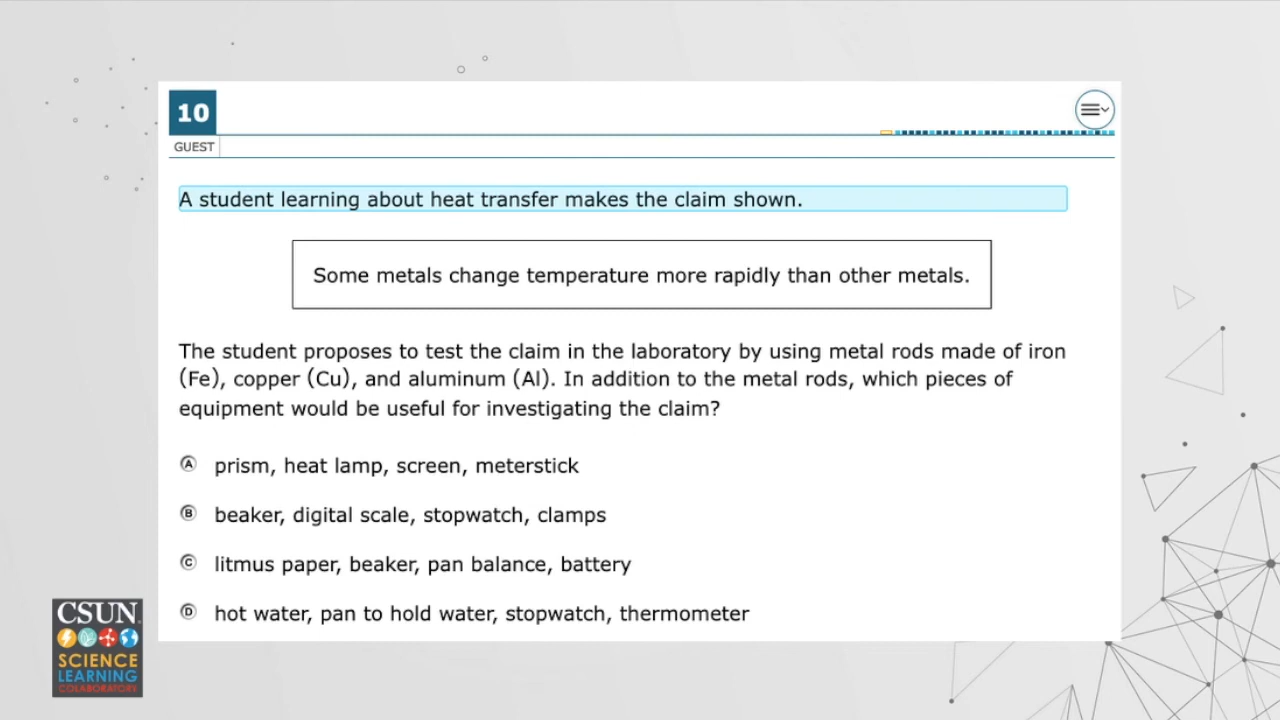 10
GUEST
A student learning about heat transfer makes the claim shown.
Some metals change temperature more rapidly than other metals.
The student proposes to test the claim in the laboratory by using metal rods made of iron
(Fe), copper (Cu), and aluminum (Al). In addition to the metal rods, which pieces of
equipment would be useful for investigating the claim?
A prism, heat lamp, screen, meterstick
B beaker, digital scale, stopwatch, clamps
C litmus paper, beaker, pan balance, battery
D hot water, pan to hold water, stopwatch, thermometer
CSUN
SCIENCE
LEARNING
COLLABORATORY